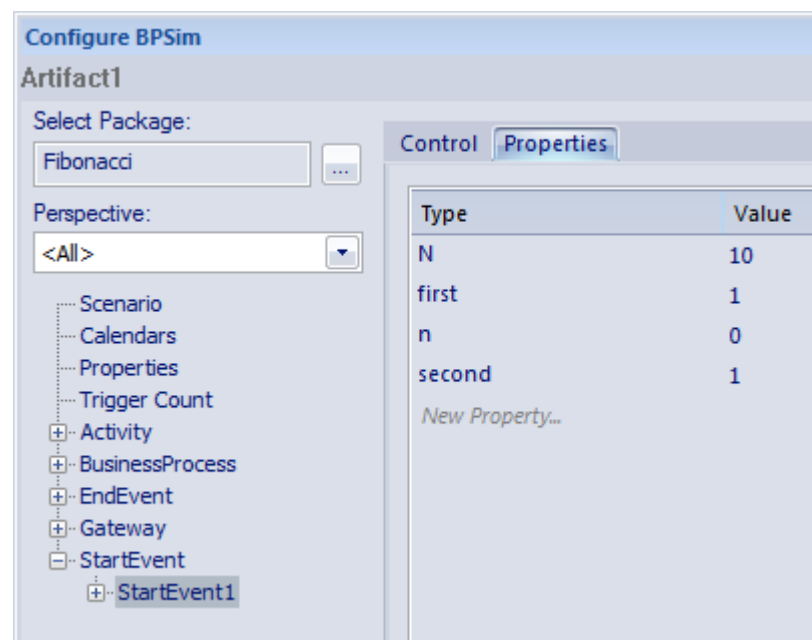 Configure BPSim
Artifact1
Select Package:
Fibonacci
...
Perspective:
<All>
Scenario
Calendars
Properties
Trigger Count
Activity
BusinessProcess
EndEvent
Gateway
StartEvent
StartEvent1
Control Properties
Type Value
N 10
first 1
n 0
second 1
New Property...